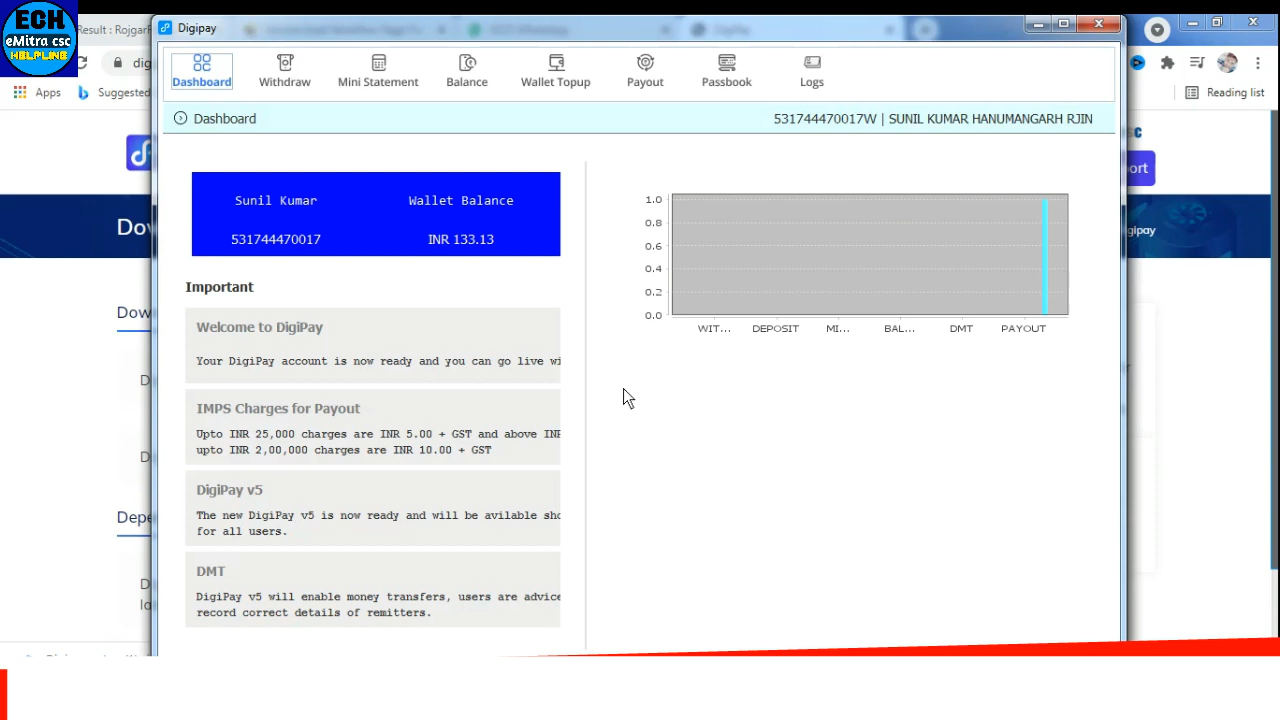 ECH
eMitra csc
HELPLINE
Result : RojgarR
Digipay
dig
Apps
Suggested
Reading list
Dashboard
Withdraw
Mini Statement
Balance
Wallet Topup
Payout
Passbook
Logs
Dashboard
531744470017W | SUNIL KUMAR HANUMANGARH RJIN
Sunil Kumar
Wallet Balance
531744470017
INR 133.13
Important
Welcome to DigiPay
Your DigiPay account is now ready and you can go live wi
IMPS Charges for Payout
Upto INR 25,000 charges are INR 5.00 + GST and above INR
upto INR 2,00,000 charges are INR 10.00 + GST
DigiPay v5
The new DigiPay v5 is now ready and will be avilable sho
for all users.
DMT
DigiPay v5 will enable money transfers, users are advice
record correct details of remitters.
1.0
0.8
0.6
0.4
0.2
0.0
WIT...
DEPOSIT
MI...
BAL...
DMT
PAYOUT
Dov
Dow
D
D
Depe
D
la
sc
ort
gipay